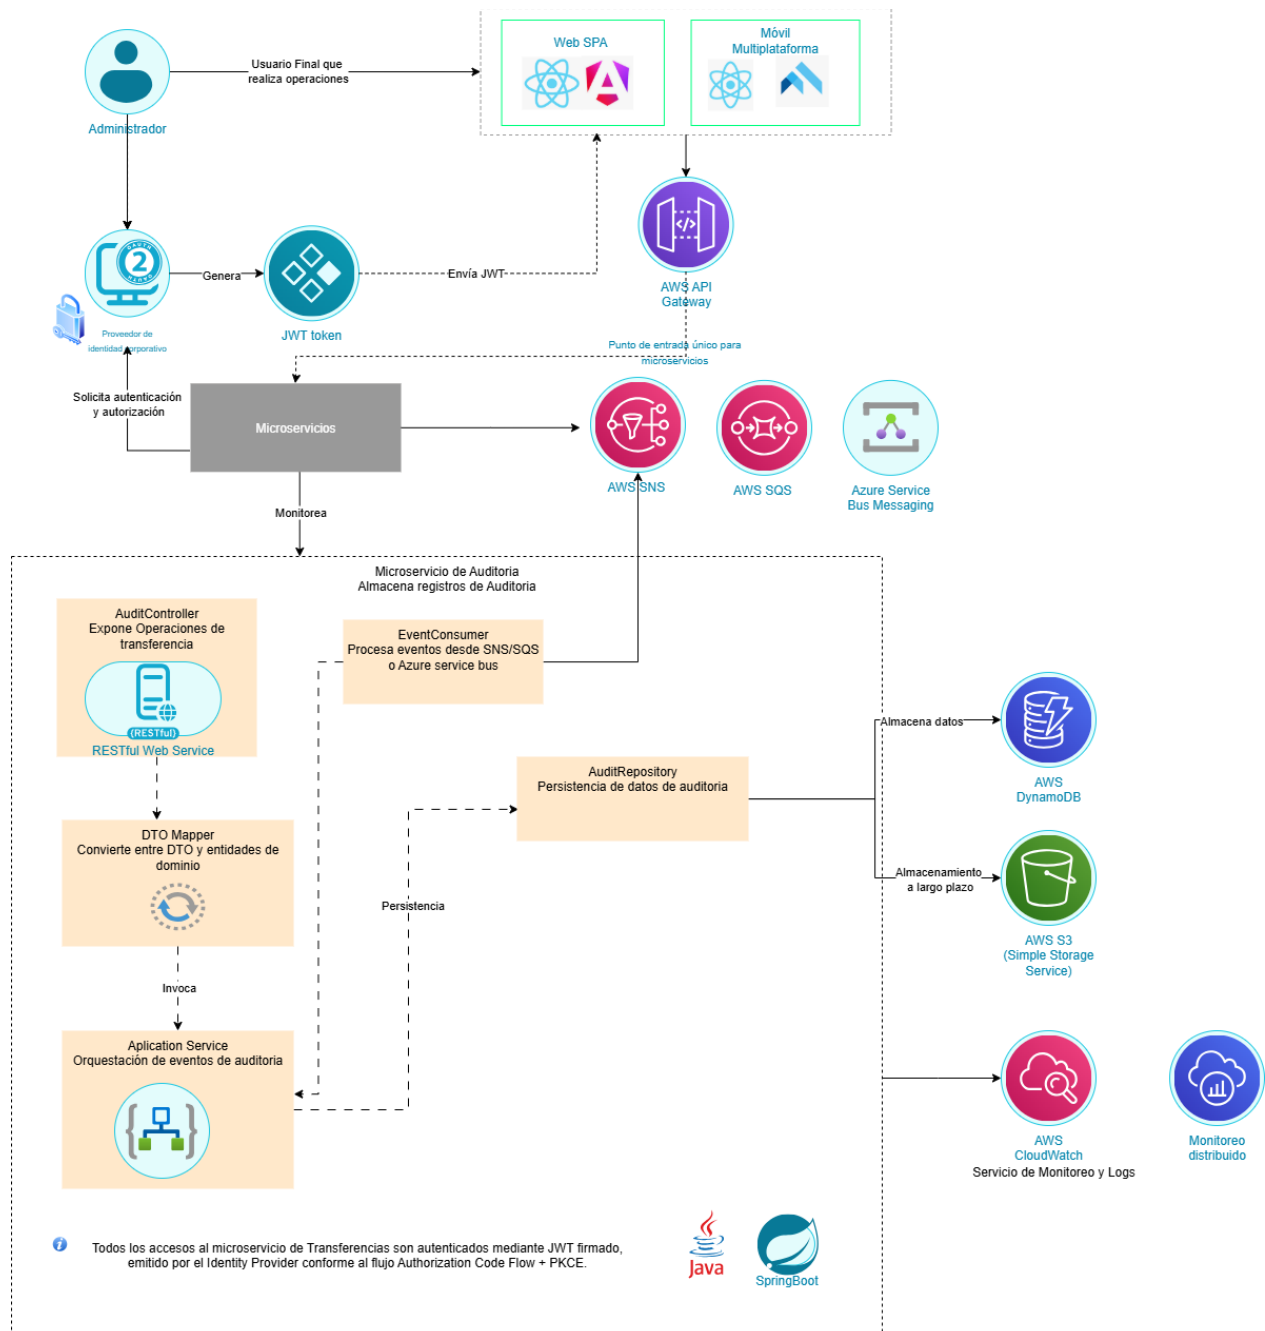 Web SPA
Móvil
Multiplataforma
Usuario Final que
realiza operaciones
Administrador
OAUTH
2
Genera
Envía JWT
AWS API
Gateway
JWT token
Proveedor de
identidad corporativo
Punto de entrada único para
microservicios
Solicita autenticación
y autorización
Microservicios
AWS SNS
AWS SQS
Azure Service
Bus Messaging
Monitorea
Microservicio de Auditoria
Almacena registros de Auditoria
AuditController
Expone Operaciones de
transferencia
(RESTful)
RESTful Web Service
EventConsumer
Procesa eventos desde SNS/SQS
o Azure service bus
Almacena datos
AWS
DynamoDB
AuditRepository
Persistencia de datos de auditoria
DTO Mapper
Convierte entre DTO y entidades de
dominio
Almacenamiento
a largo plazo
Persistencia
AWS S3
(Simple Storage
Service)
Invoca
Aplication Service
Orquestación de eventos de auditoria
AWS
CloudWatch
Servicio de Monitoreo y Logs
Monitoreo
distribuido
Todos los accesos al microservicio de Transferencias son autenticados mediante JWT firmado,
emitido por el Identity Provider conforme al flujo Authorization Code Flow + PKCE.
Java
SpringBoot